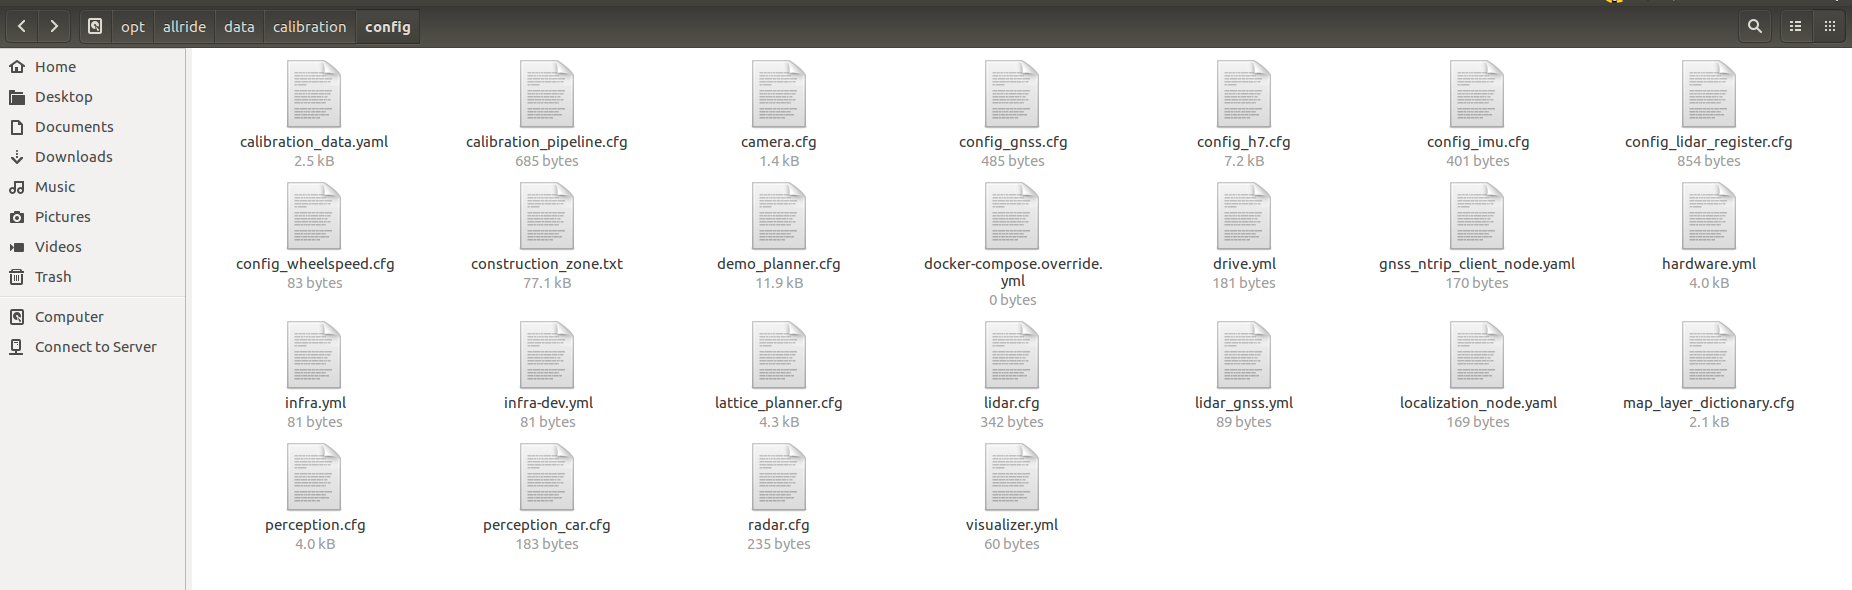 opt allride data calibration config
Home
Desktop
Documents
Downloads
Music
Pictures
Videos
Trash
Computer
Connect to Server
calibration_data.yaml
2.5 kB
calibration_pipeline.cfg
685 bytes
camera.cfg
1.4 kB
config_gnss.cfg
485 bytes
config_h7.cfg
7.2 kB
config_imu.cfg
401 bytes
config_lidar_register.cfg
854 bytes
config_wheelspeed.cfg
83 bytes
construction_zone.txt
77.1 kB
demo_planner.cfg
11.9 kB
docker-compose.override.
yml
0 bytes
drive.yml
181 bytes
gnss_ntrip_client_node.yaml
170 bytes
hardware.yml
4.0 kB
infra.yml
81 bytes
infra-dev.yml
81 bytes
lattice_planner.cfg
4.3 kB
lidar.cfg
342 bytes
lidar_gnss.yml
89 bytes
localization_node.yaml
169 bytes
map_layer_dictionary.cfg
2.1 kB
perception.cfg
4.0 kB
perception_car.cfg
183 bytes
radar.cfg
235 bytes
visualizer.yml
60 bytes